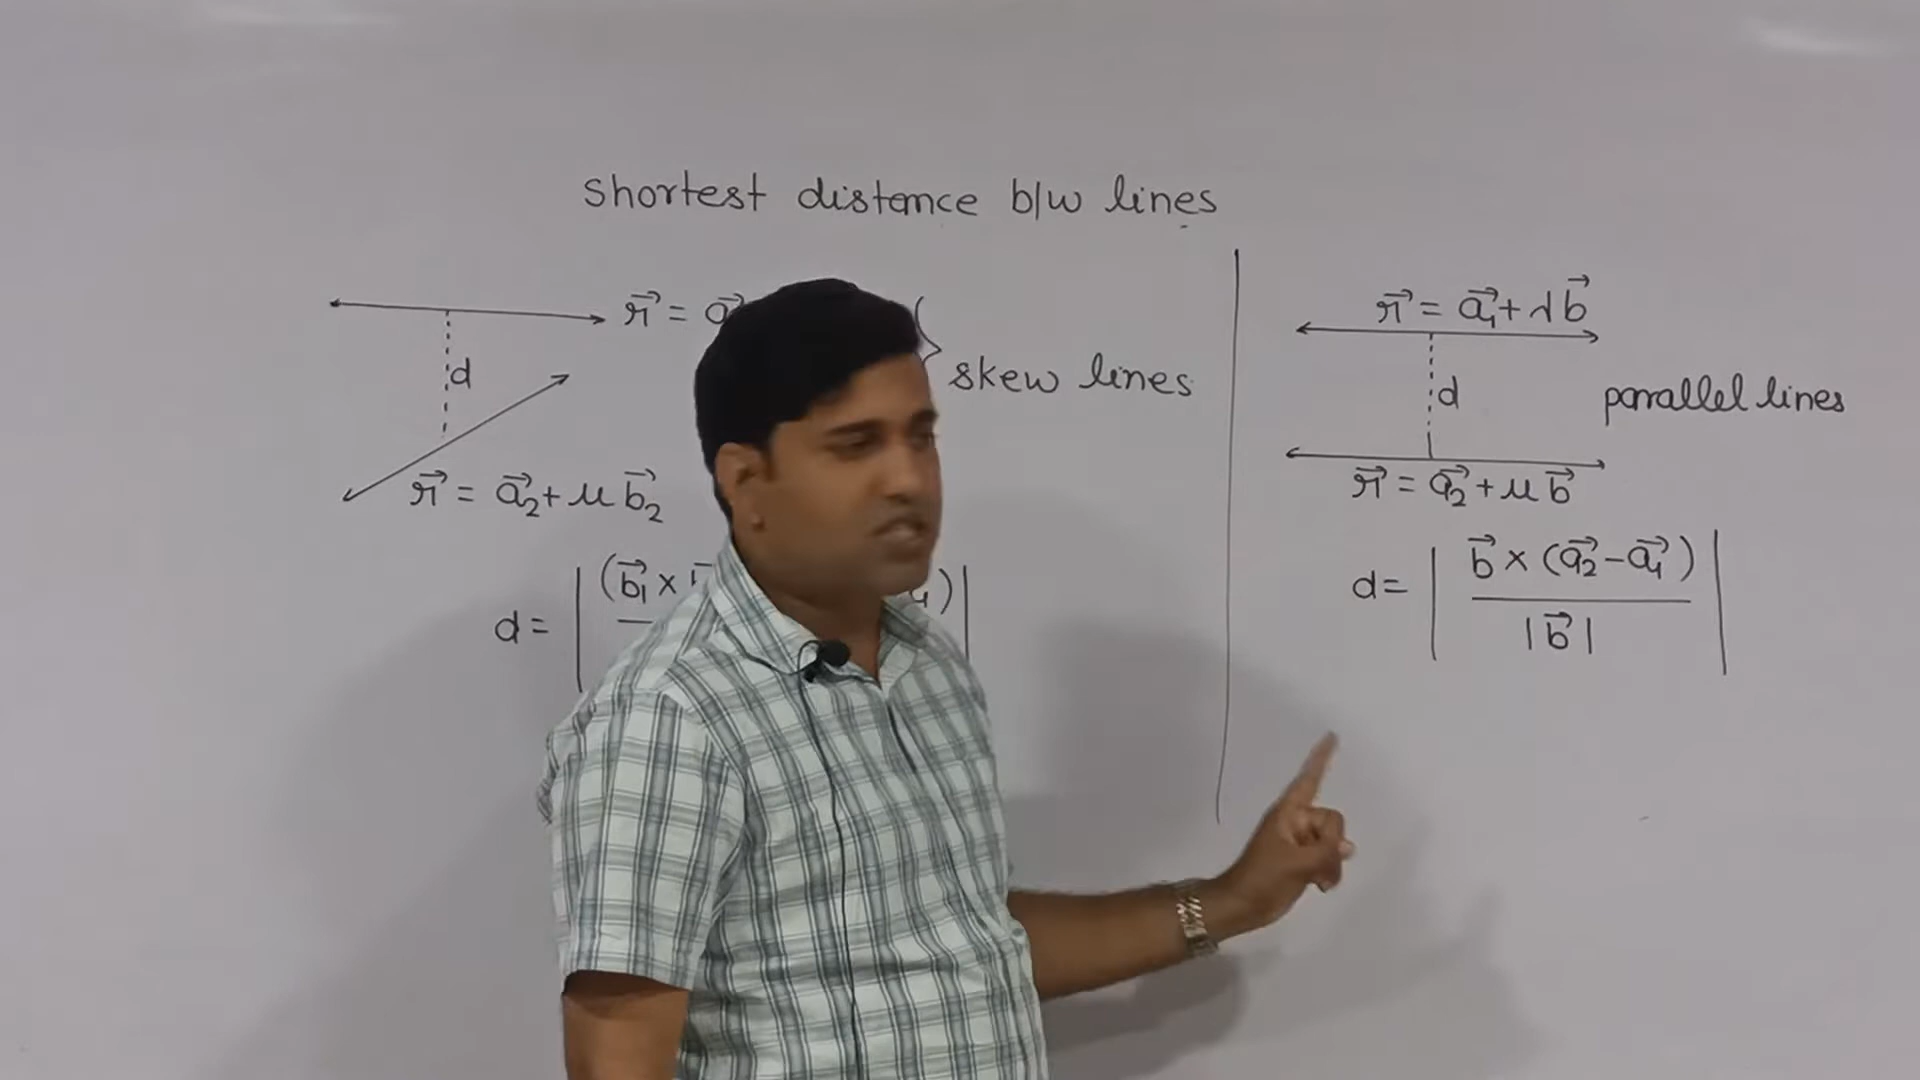 shortest distance b/w lines
r⃗ = a⃗
skew lines
d
r⃗ = a⃗₂ + μ b⃗₂
d = | (b⃗₁ × ) |
r⃗ = a⃗₁ + λ b⃗
d
parallel lines
r⃗ = a⃗₂ + μ b⃗
d = | b⃗ × (a⃗₂ − a⃗₁) |
| b⃗ |